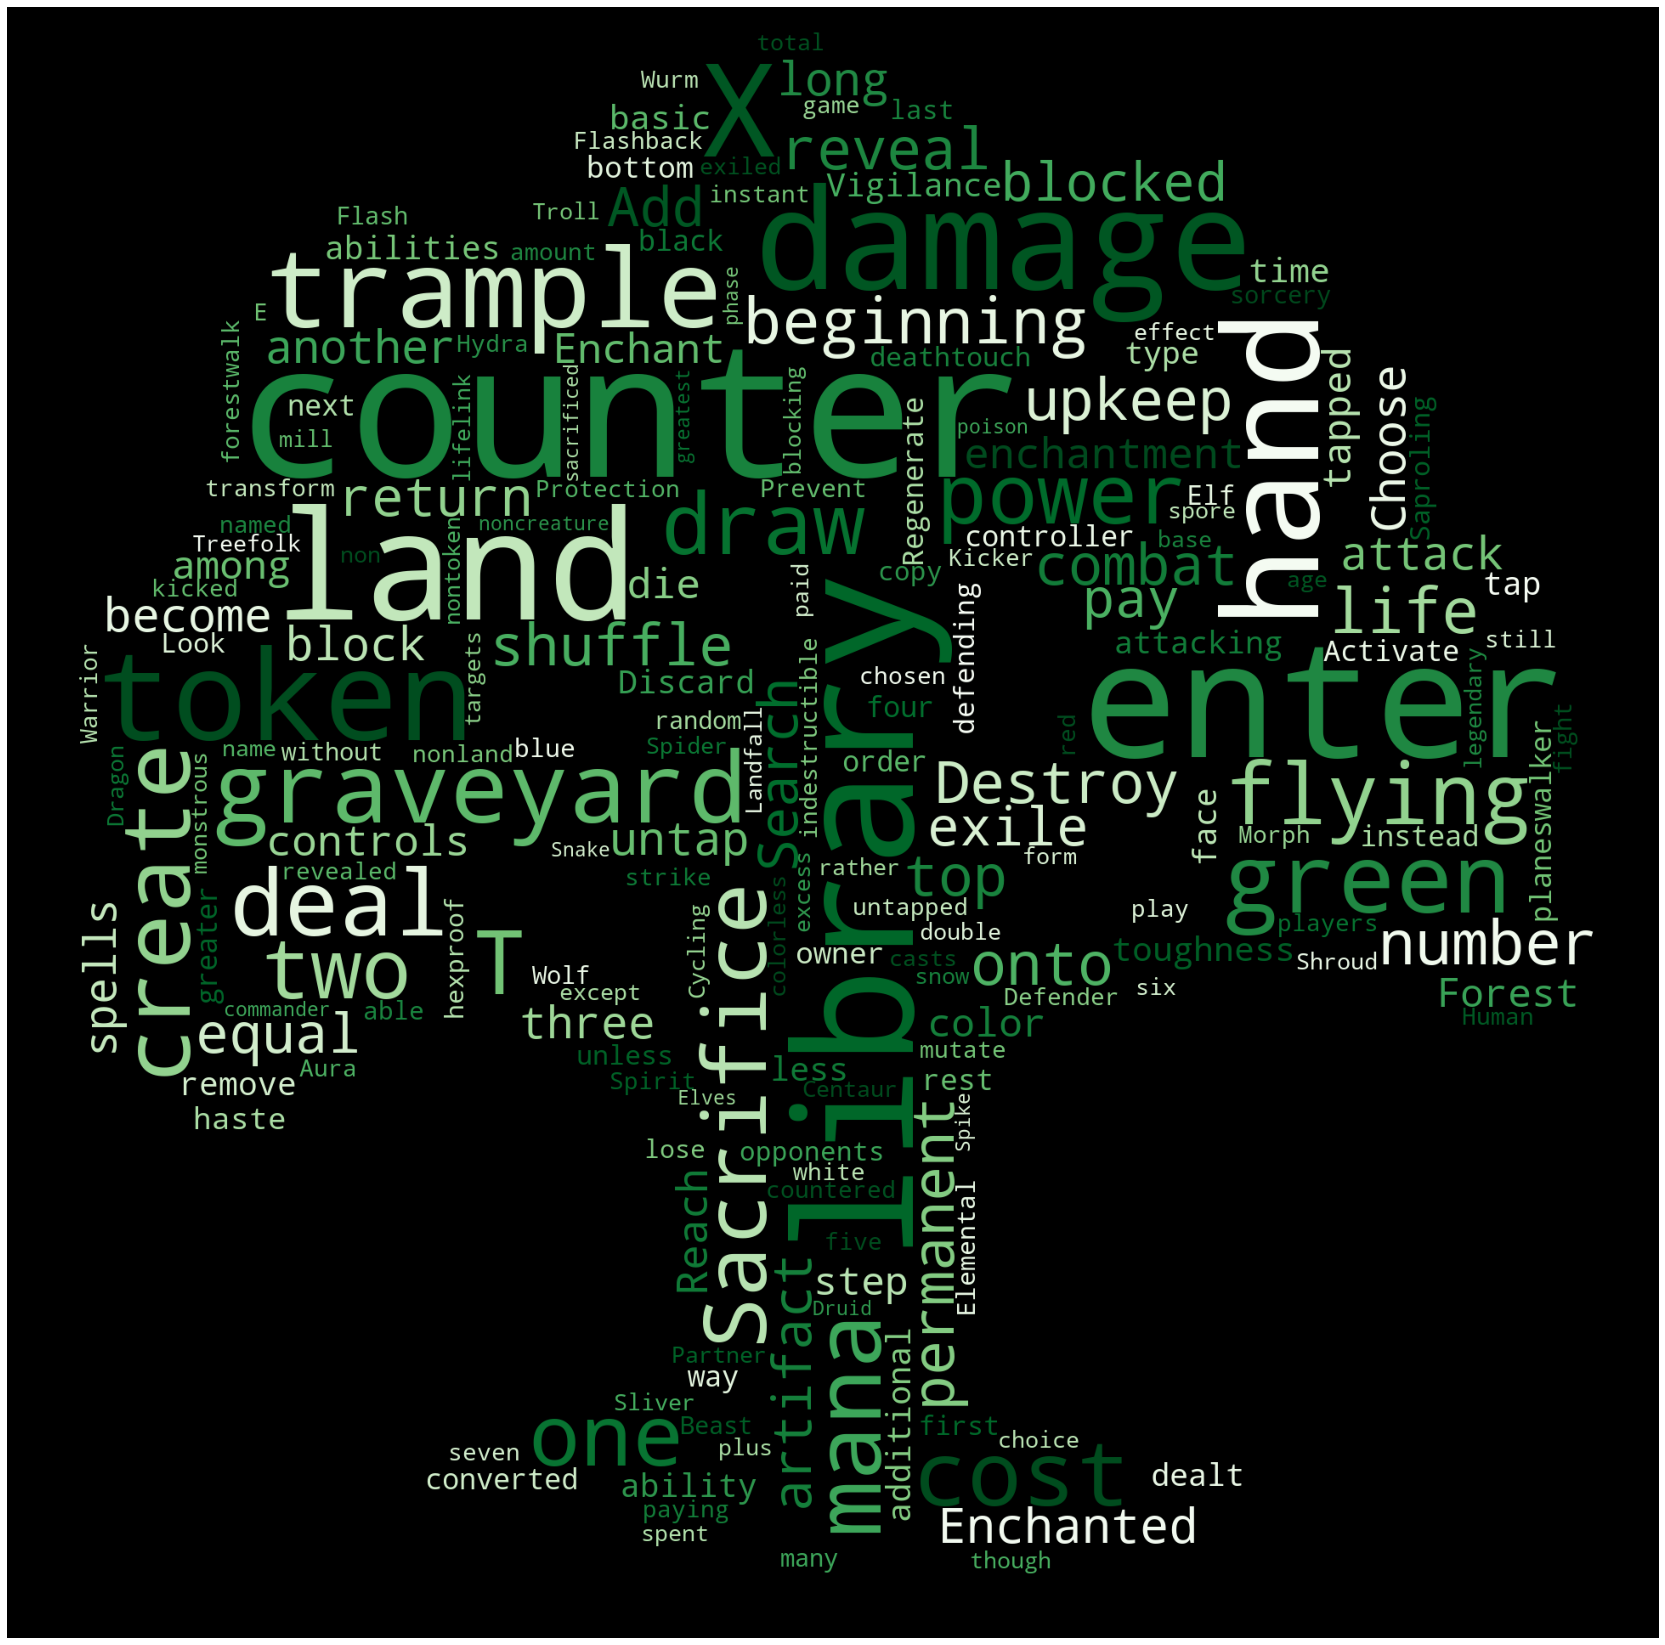 total
Wurm
X
long
basic
game
last
Flashback
reveal
bottom
exiled
blocked
Vigilance
Add
instant
damage
Flash
Troll
abilities
amount
black
trample
time
sorcery
phase
beginning
E
another
Hydra
Enchant
deathtouch
effect
type
hand
forestwalk
counter
next
mill
lifelink
sacrificed
greatest
blocking
Regenerate
upkeep
poison
tapped
Choose
Saproling
enchantment
transform
return
Protection
Prevent
power
Elf
spore
named
noncreature
draw
controller
base
Treefolk
non
land
nontoken
among
die
Kicker
combat
attack
kicked
paid
copy
age
tap
become
block
pay
life
Look
shuffle
defending
attacking
Activate
still
Warrior
token
targets
Discard
Search
indestructible
chosen
enter
legendary
four
random
red
fight
Dragon
create
name
without
nonland
blue
Spider
Landfall
library
order
monstrous
graveyard
Destroy
flying
planeswalker
controls
Snake
untap
exile
face
Morph
instead
form
revealed
strike
colorless
excess
rather
top
green
spells
greater
deal
hexproof
Sacrifice
Cycling
untapped
play
players
two
T
double
number
Wolf
owner
casts
onto
toughness
Shroud
except
snow
Defender
six
Forest
commander
able
three
color
Human
equal
unless
mutate
Aura
less
rest
remove
Spirit
Centaur
Elves
haste
permanent
Spike
lose
opponents
white
Reach
countered
Elemental
five
artifact
step
Druid
mana
additional
Partner
way
Sliver
one
Beast
first
seven
plus
choice
converted
cost
dealt
ability
paying
Enchanted
spent
many
though